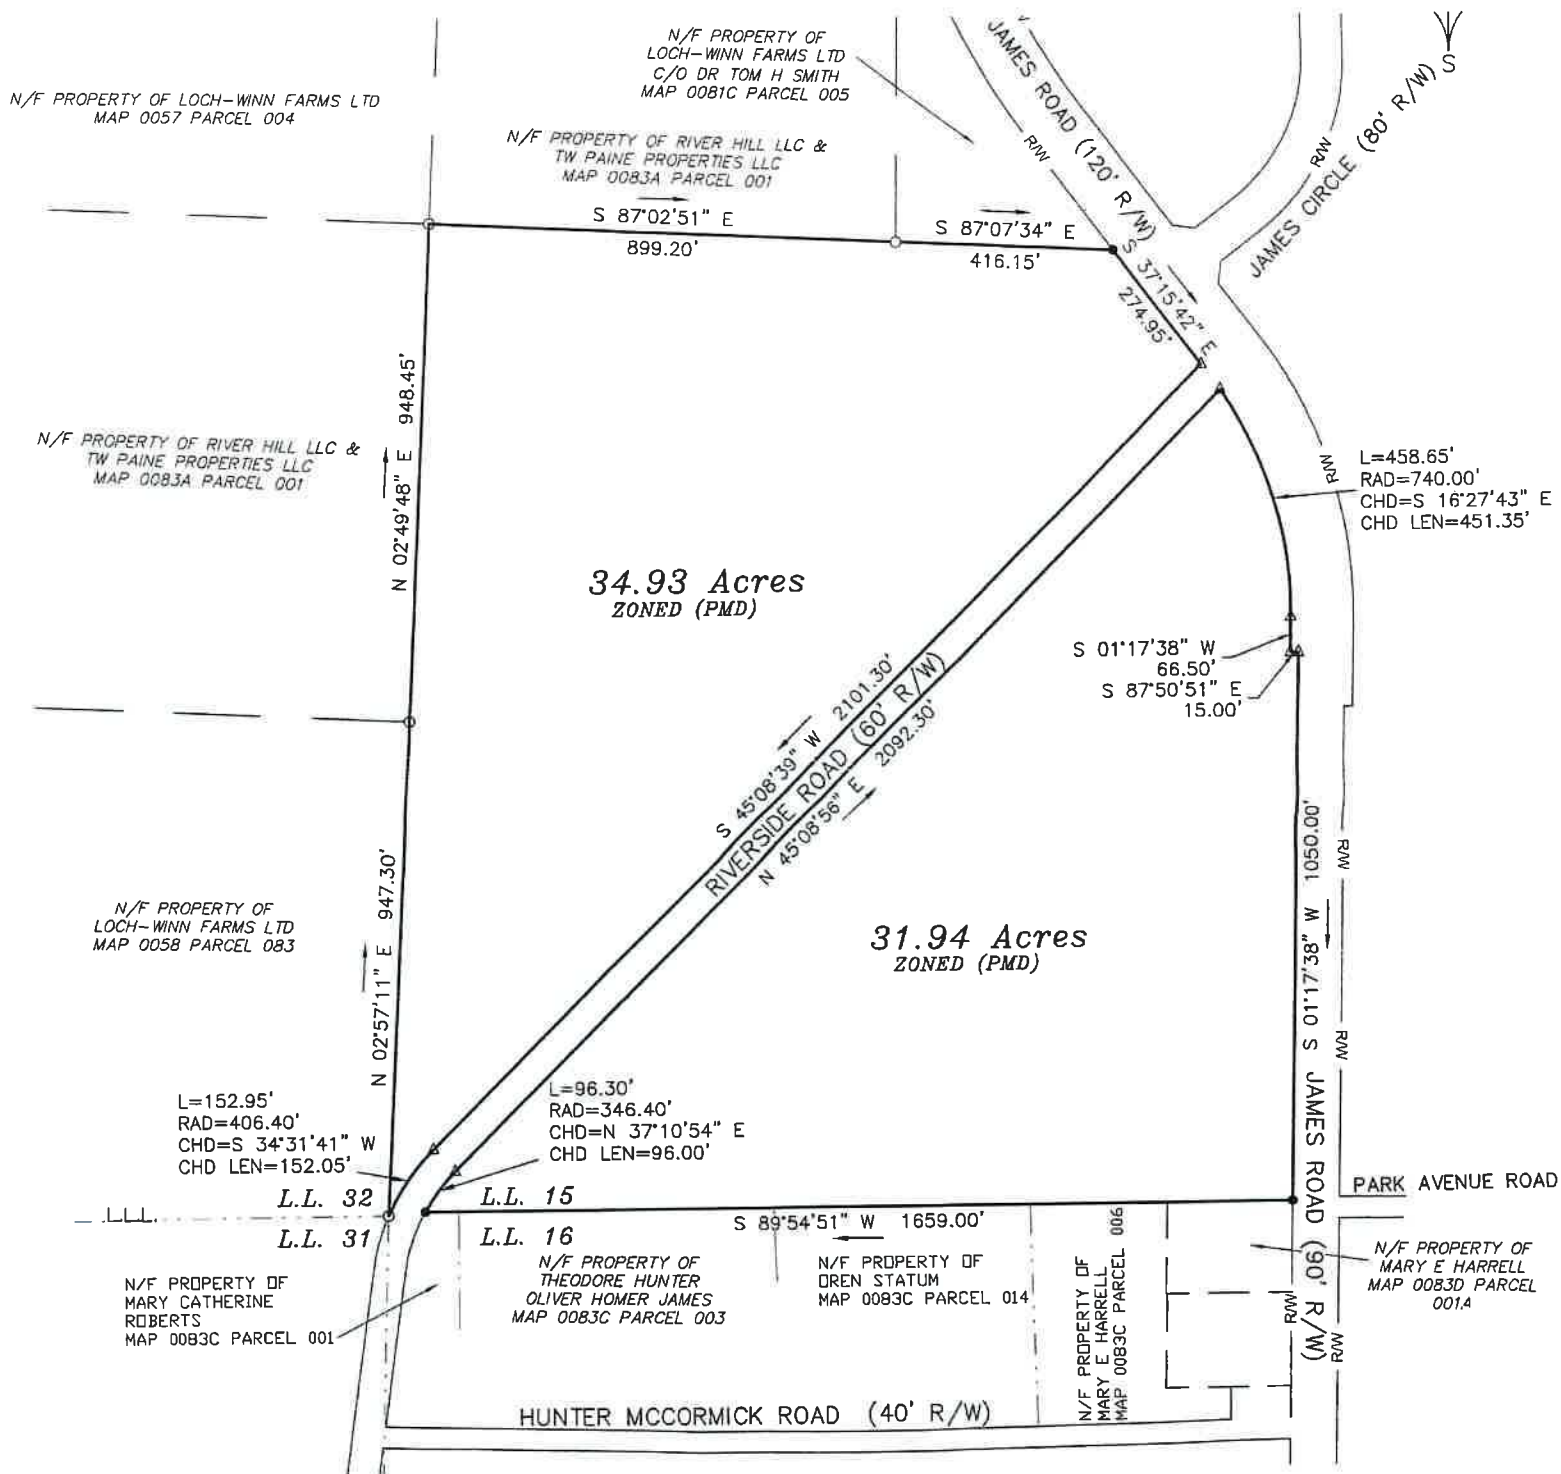 N/F PROPERTY OF LOCH-WINN FARMS LTD
MAP 0057 PARCEL 004
N/F PROPERTY OF
LOCH-WINN FARMS LTD
C/O DR TOM H SMITH
MAP 0081C PARCEL 005
N/F PROPERTY OF RIVER HILL LLC &
TW PAINE PROPERTIES LLC
MAP 0083A PARCEL 001
JAMES ROAD (120' R/W)
R/W
R/W
JAMES CIRCLE (80' R/W)
S
S 87°02'51" E
899.20'
S 87°07'34" E
416.15'
S 37°15'42" E
274.95'
N 02°49'48" E 948.45'
N/F PROPERTY OF RIVER HILL LLC &
TW PAINE PROPERTIES LLC
MAP 0083A PARCEL 001
R/W
L=458.65'
RAD=740.00'
CHD=S 16°27'43" E
CHD LEN=451.35'
34.93 Acres
ZONED (PMD)
S 01°17'38" W
66.50'
S 87°50'51" E
15.00'
S 45°08'39" W 2101.30'
RIVERSIDE ROAD (60' R/W)
N 45°08'56" E 2092.30'
N 02°57'11" E 947.30'
N/F PROPERTY OF
LOCH-WINN FARMS LTD
MAP 0058 PARCEL 083
31.94 Acres
ZONED (PMD)
S 01°17'38" W 1050.00'
R/W
R/W
JAMES ROAD (90' R/W)
L=152.95'
RAD=406.40'
CHD=S 34°31'41" W
CHD LEN=152.05'
L=96.30'
RAD=346.40'
CHD=N 37°10'54" E
CHD LEN=96.00'
L.L. 32
L.L. 15
PARK AVENUE ROAD
L.L.
L.L. 31
L.L. 16
S 89°54'51" W 1659.00'
N/F PROPERTY OF
MARY CATHERINE
ROBERTS
MAP 0083C PARCEL 001
N/F PROPERTY OF
THEODORE HUNTER
OLIVER HOMER JAMES
MAP 0083C PARCEL 003
N/F PROPERTY OF
OREN STATUM
MAP 0083C PARCEL 014
N/F PROPERTY OF
MARY E HARRELL
MAP 0083C PARCEL 006
N/F PROPERTY OF
MARY E HARRELL
MAP 0083D PARCEL
001A
R/W
R/W
HUNTER MCCORMICK ROAD (40' R/W)